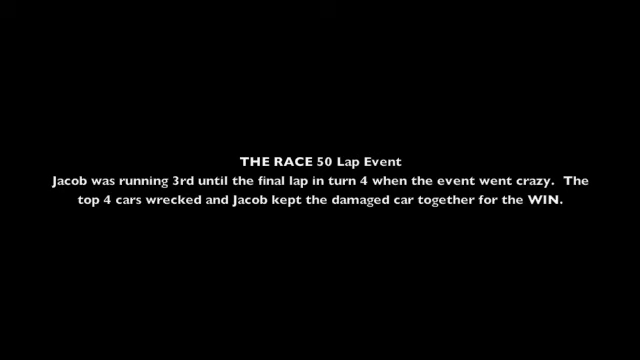 THE RACE 50 Lap Event
Jacob was running 3rd until the final lap in turn 4 when the event went crazy.  The
top 4 cars wrecked and Jacob kept the damaged car together for the WIN.